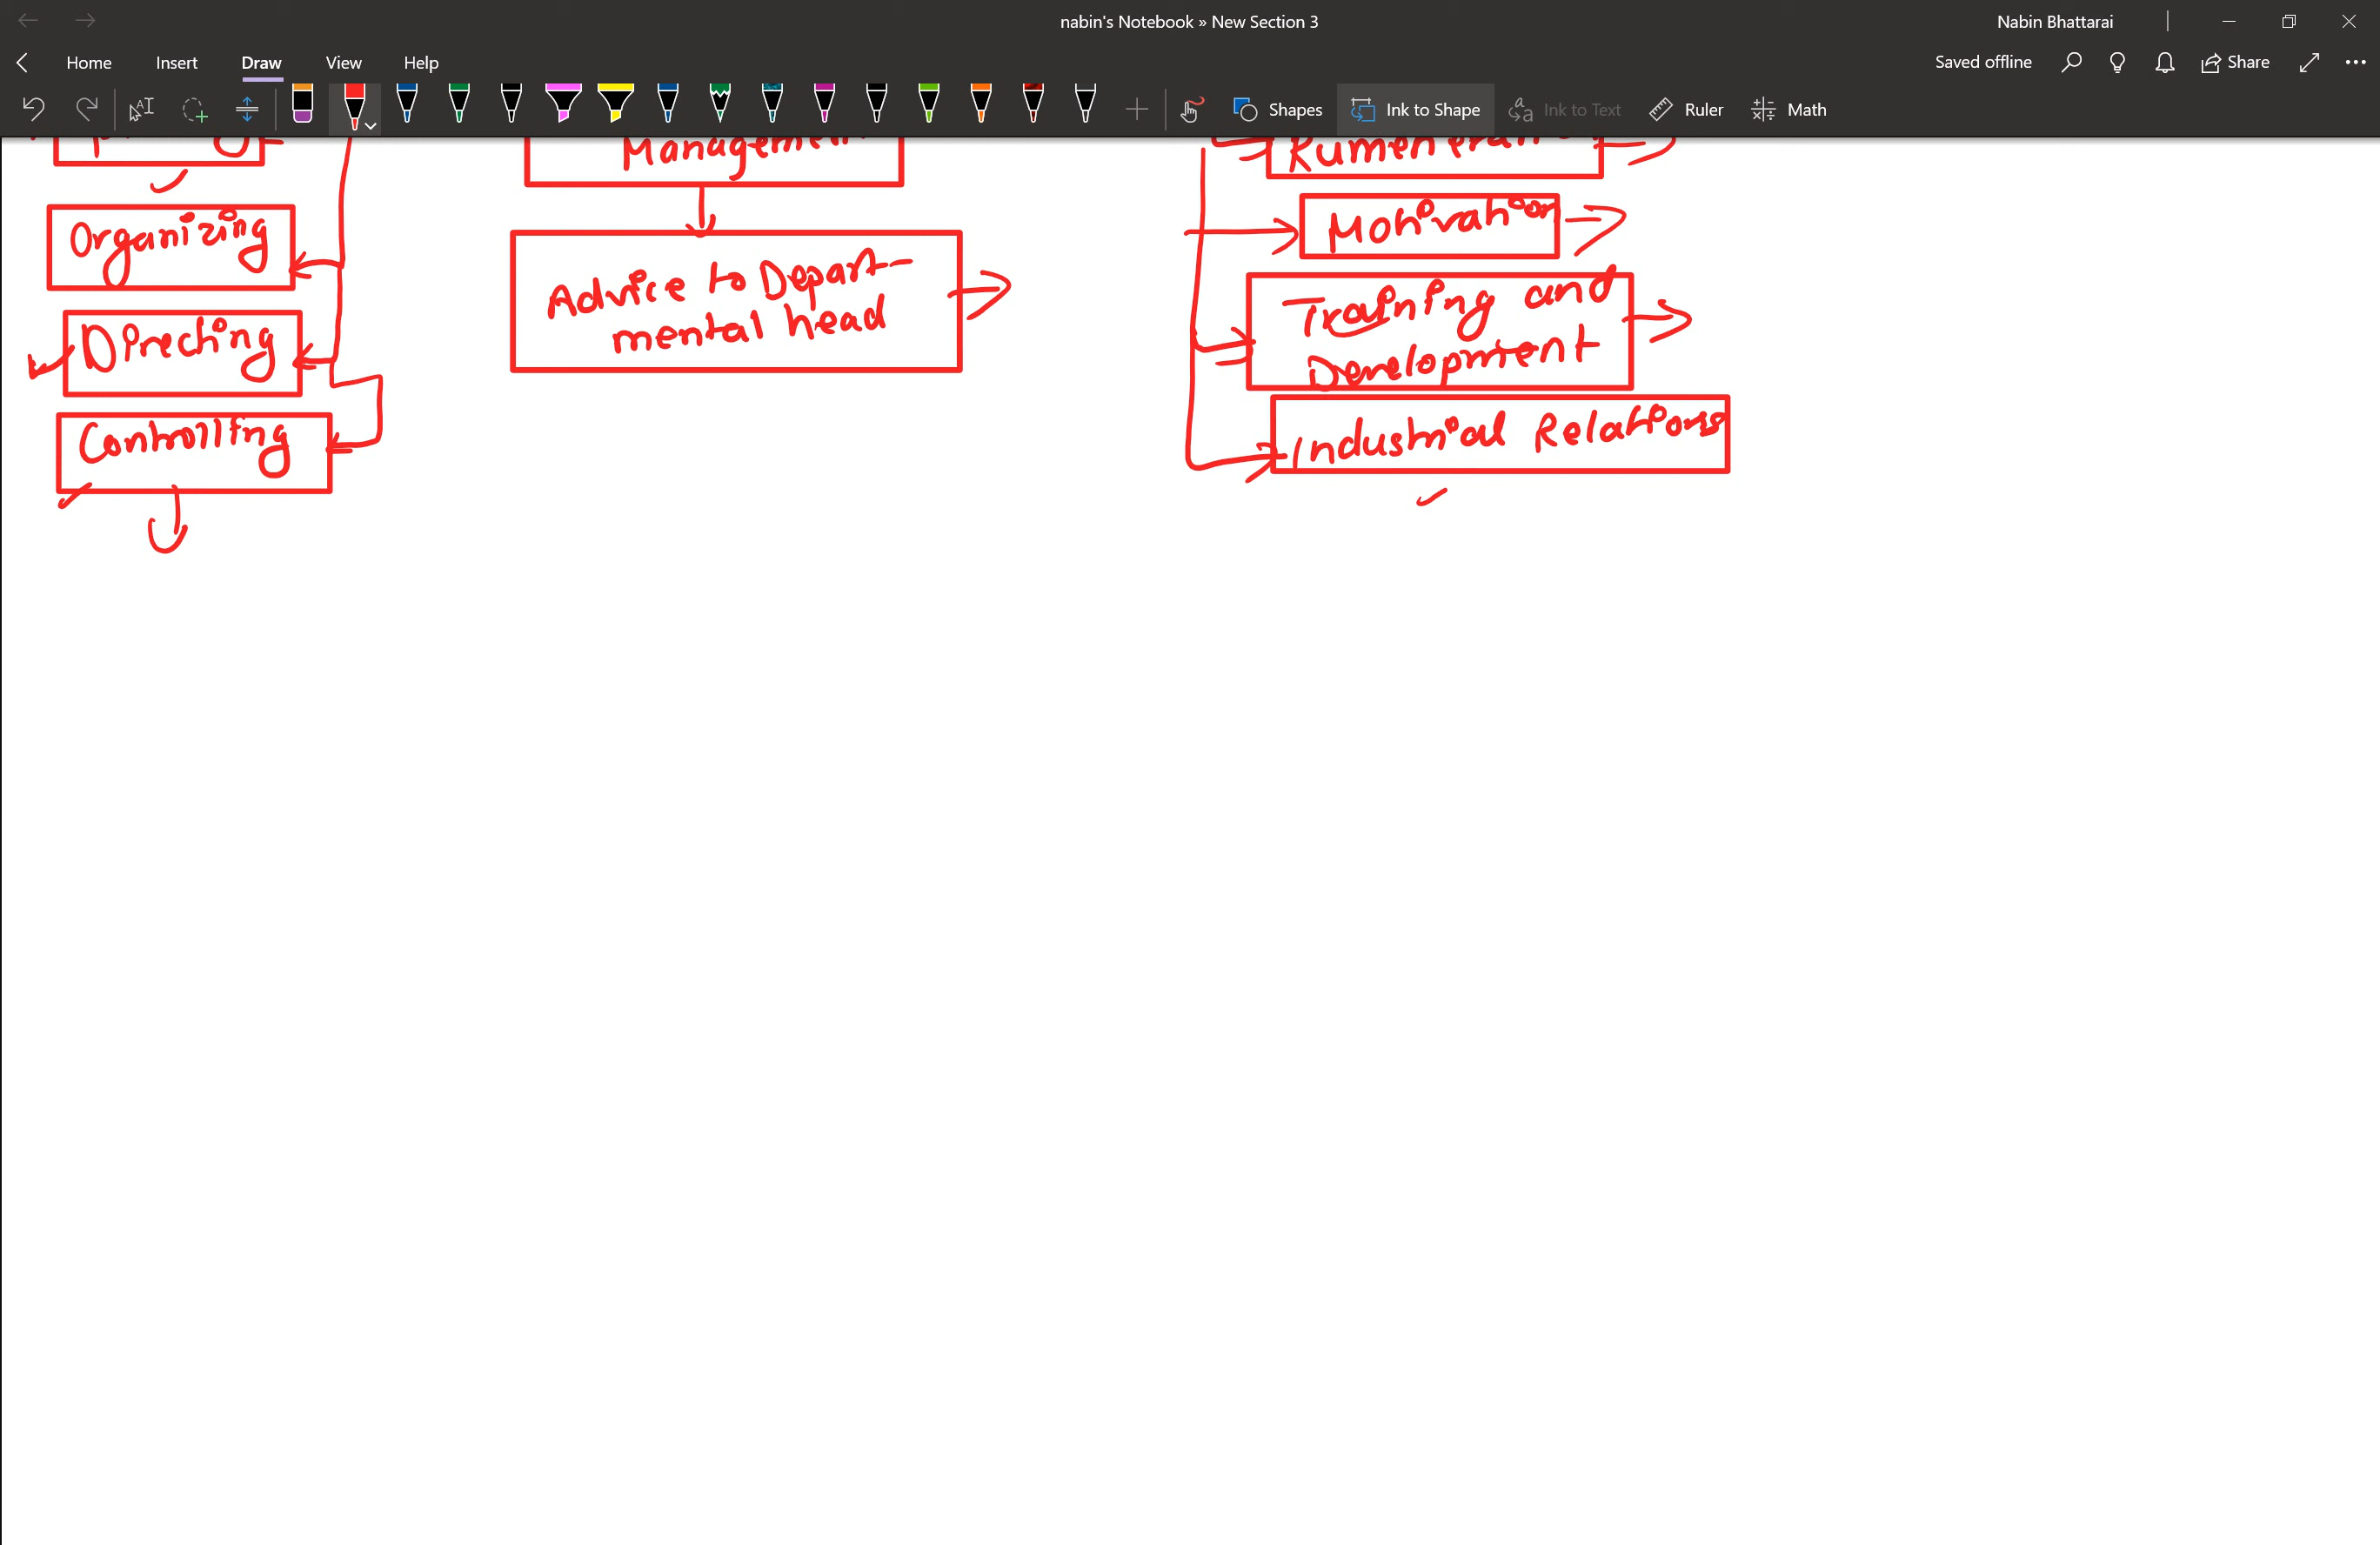 nabin's Notebook » New Section 3
Nabin Bhattarai
Home Insert Draw View Help
Saved offline
Share
Shapes
Ink to Shape
Ink to Text
Ruler
Math
Management
Organizing
Motivation
Advice to Depart-
mental head
Training and
Development
Directing
Controlling
Industrial Relations